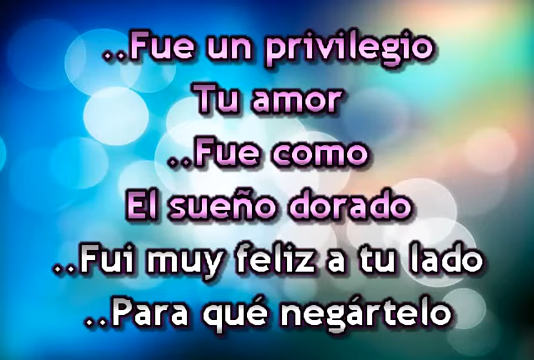 ..Fue un privilegio
Tu amor
..Fue como
El sueño dorado
..Fui muy feliz a tu lado
..Para qué negártelo